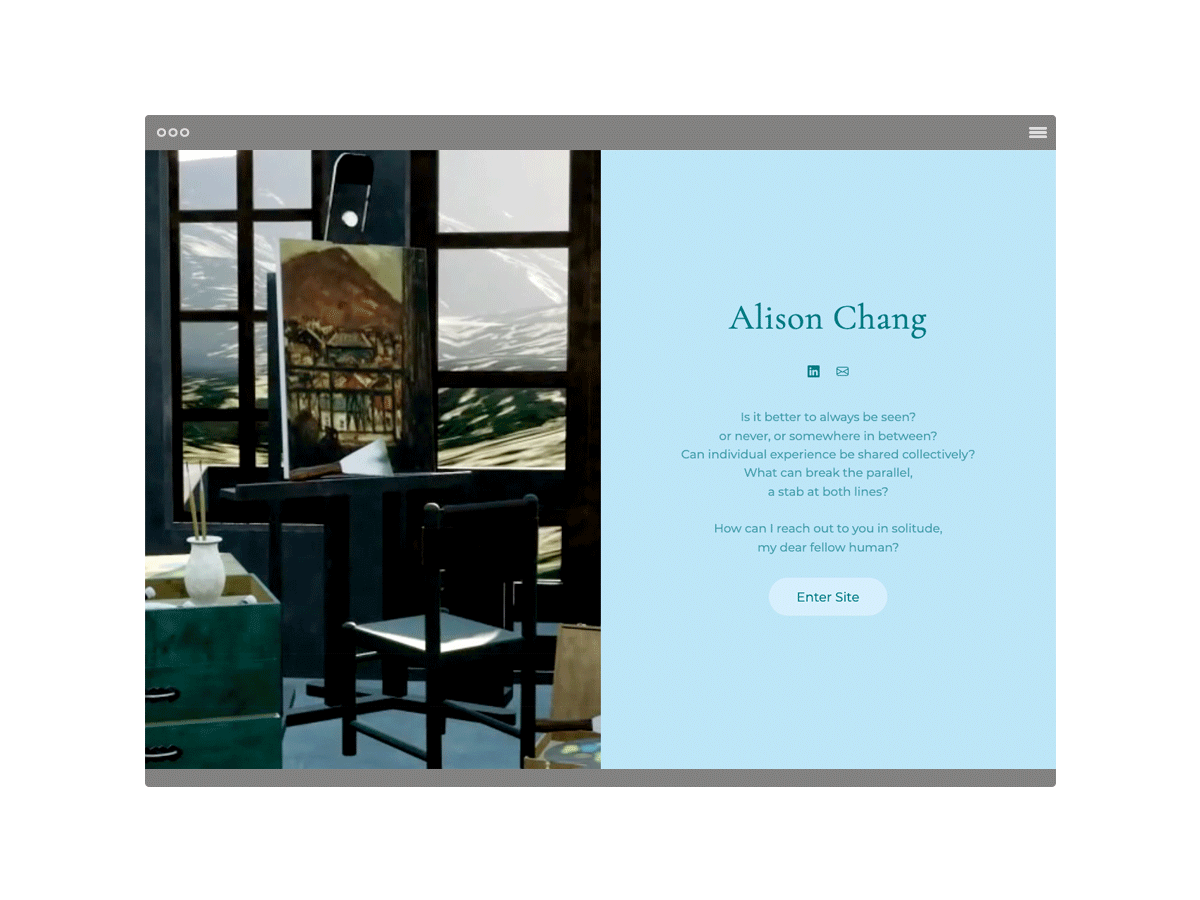 Alison Chang
in
Is it better to always be seen?
or never, or somewhere in between?
Can individual experience be shared collectively?
What can break the parallel,
a stab at both lines?
How can I reach out to you in solitude,
my dear fellow human?
Enter Site